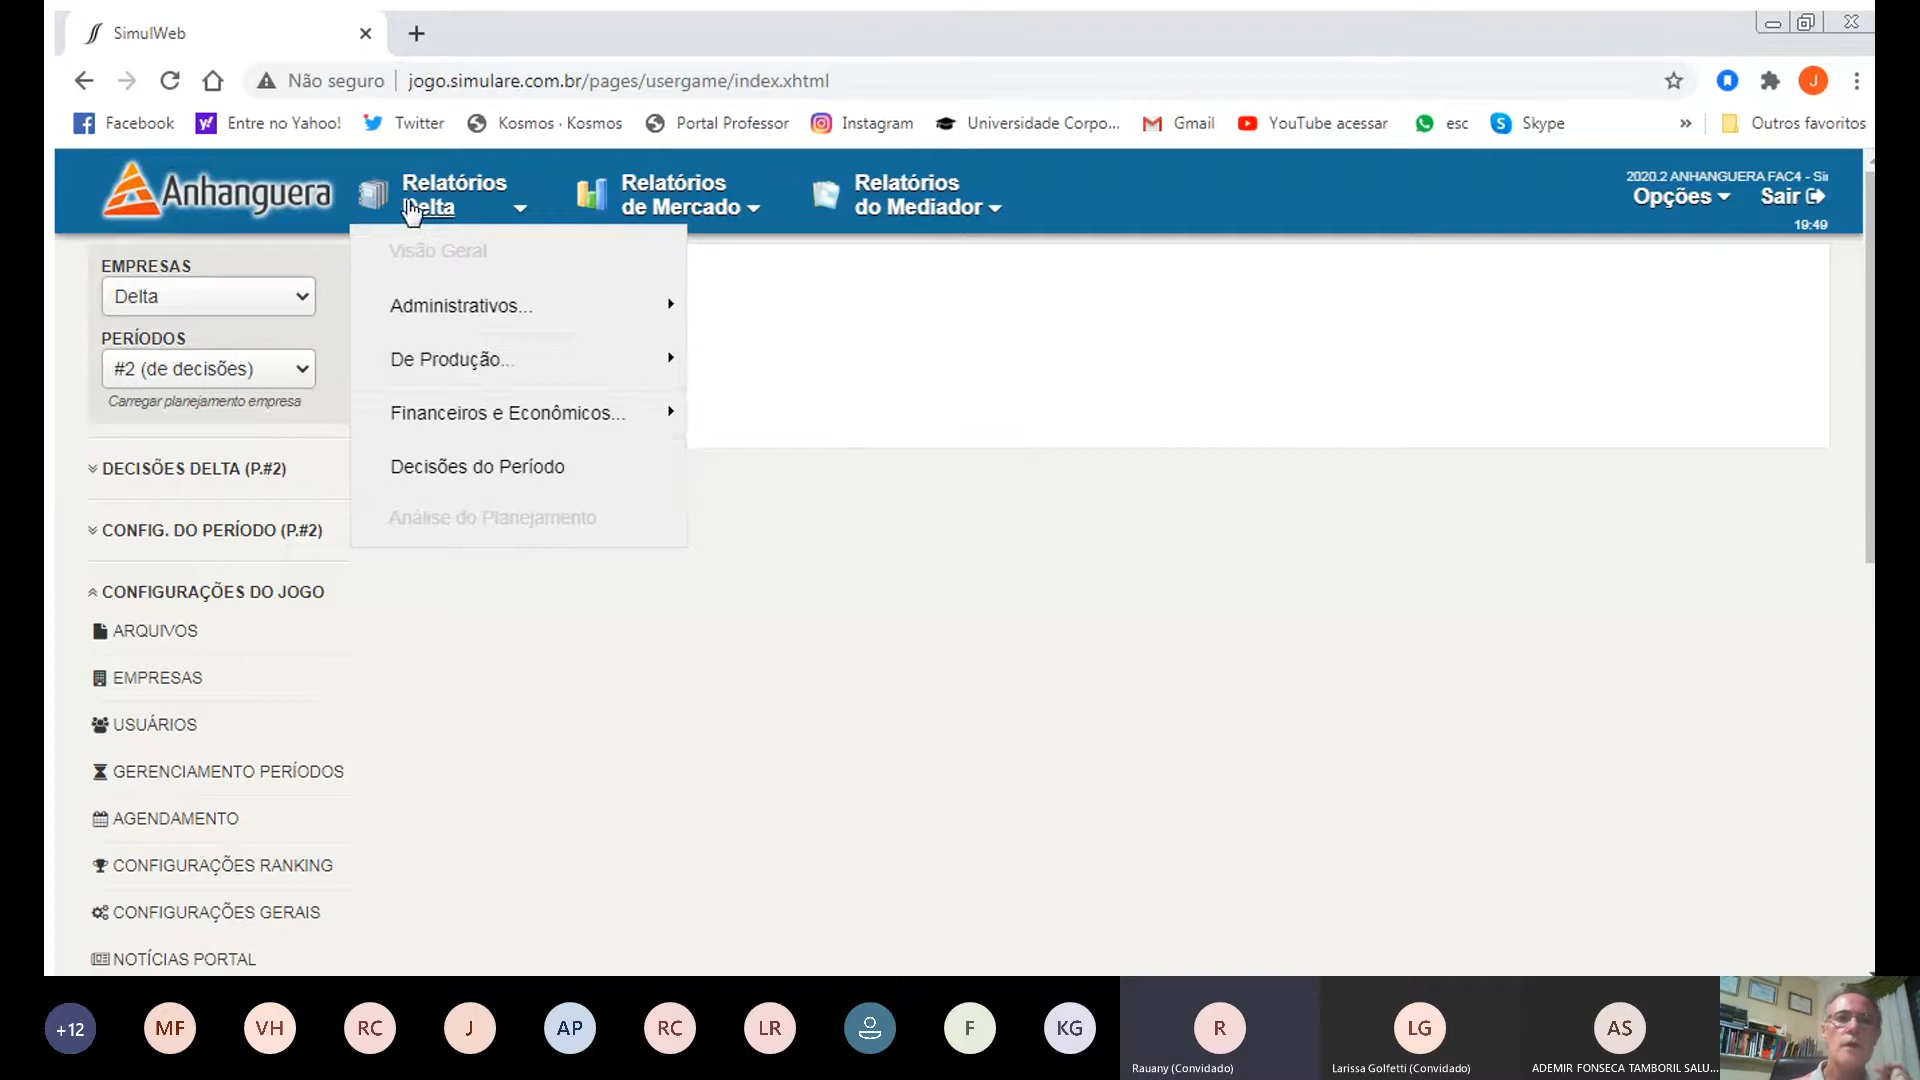 SimulWeb
Não seguro
jogo.simulare.com.br/pages/usergame/index.xhtml
Facebook
Entre no Yahoo!
Twitter
Kosmos · Kosmos
Portal Professor
Instagram
Universidade Corpo...
Gmail
YouTube acessar
esc
Skype
»
Outros favoritos
J
Anhanguera
Relatórios
Delta
Relatórios
de Mercado
Relatórios
do Mediador
2020.2 ANHANGUERA FAC4 - Si
Opções
Sair
19:49
EMPRESAS
Delta
PERÍODOS
#2 (de decisões)
Carregar planejamento empresa
DECISÕES DELTA (P.#2)
CONFIG. DO PERÍODO (P.#2)
CONFIGURAÇÕES DO JOGO
ARQUIVOS
EMPRESAS
USUÁRIOS
GERENCIAMENTO PERÍODOS
AGENDAMENTO
CONFIGURAÇÕES RANKING
CONFIGURAÇÕES GERAIS
NOTÍCIAS PORTAL
Visão Geral
Administrativos...
De Produção...
Financeiros e Econômicos...
Decisões do Período
Análise do Planejamento
+12
MF
VH
RC
J
AP
RC
LR
F
KG
R
Rauany (Convidado)
LG
Larissa Golfetti (Convidado)
AS
ADEMIR FONSECA TAMBORIL SALU...